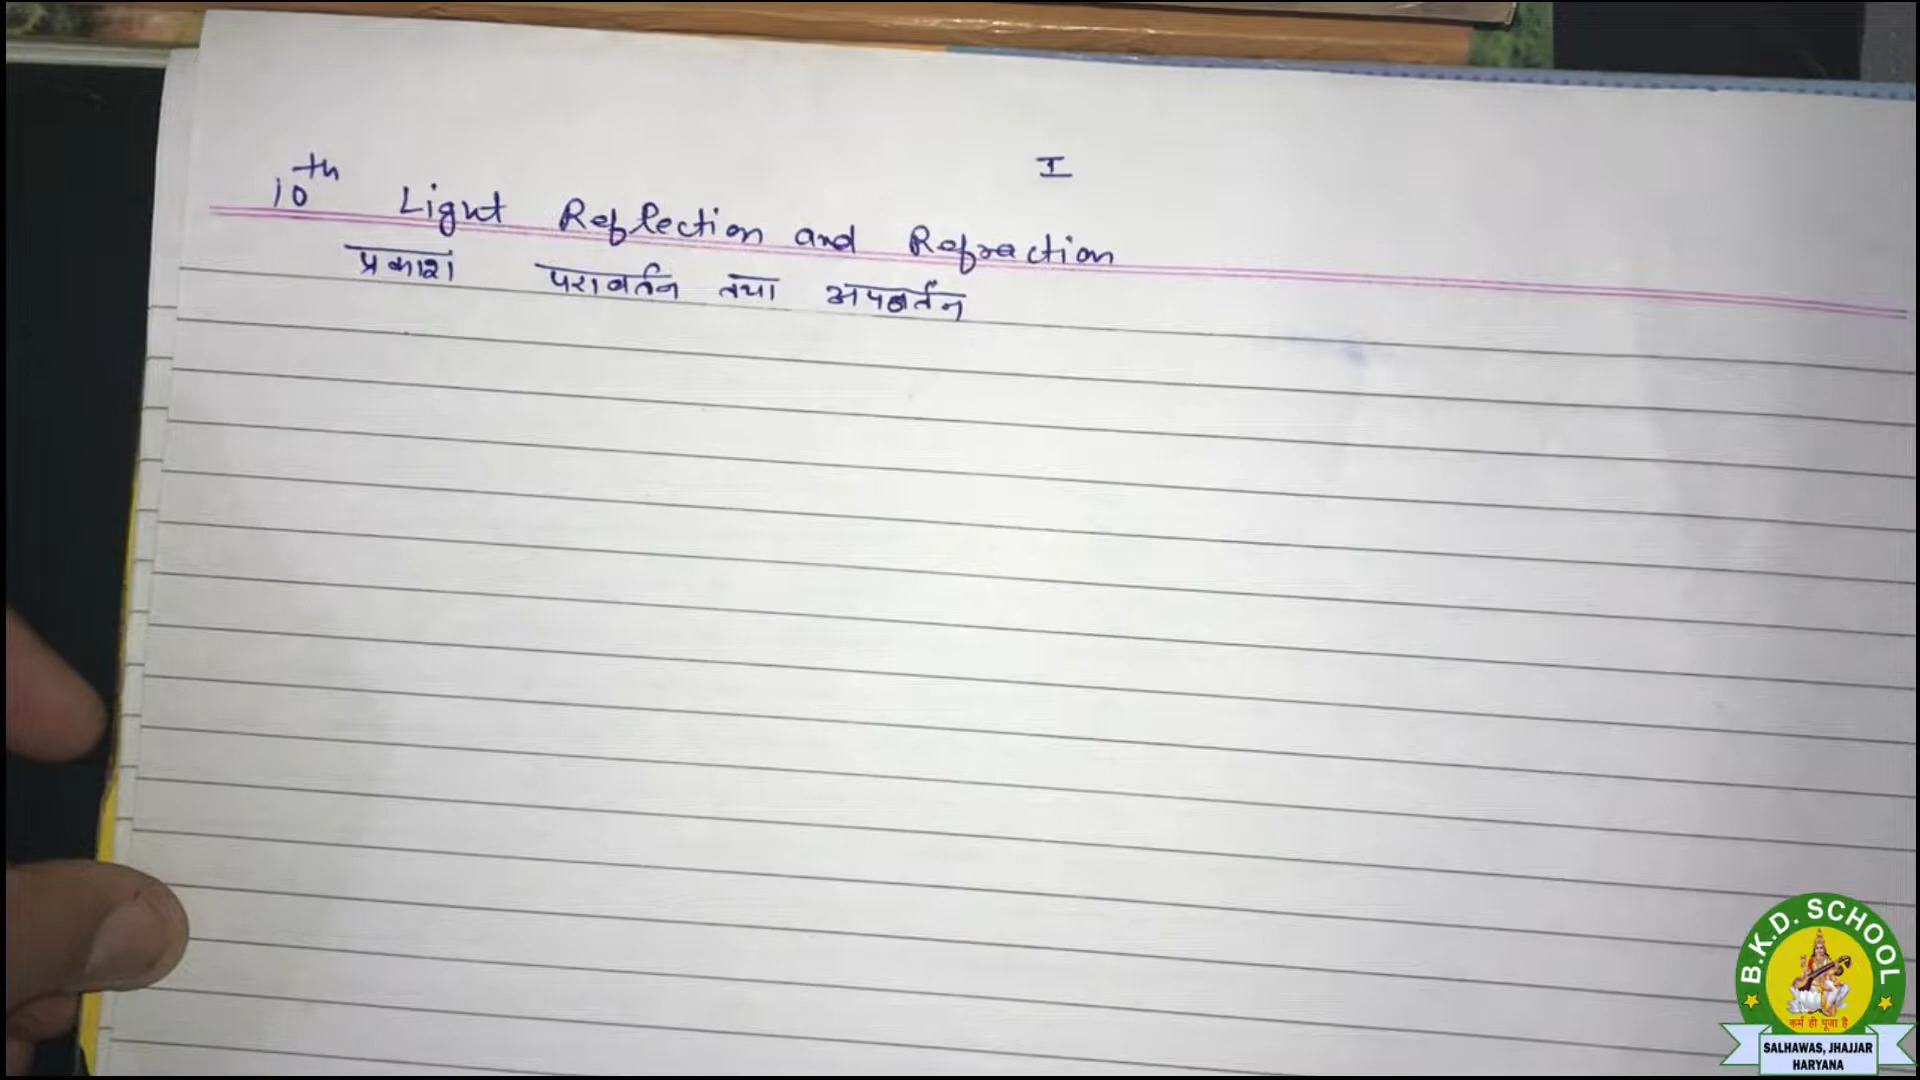 I
10th Light Reflection and Refraction
प्रकाश परावर्तन तथा अपवर्तन
B.K.D. SCHOOL
कर्म ही पूजा है
SALHAWAS, JHAJJAR
HARYANA